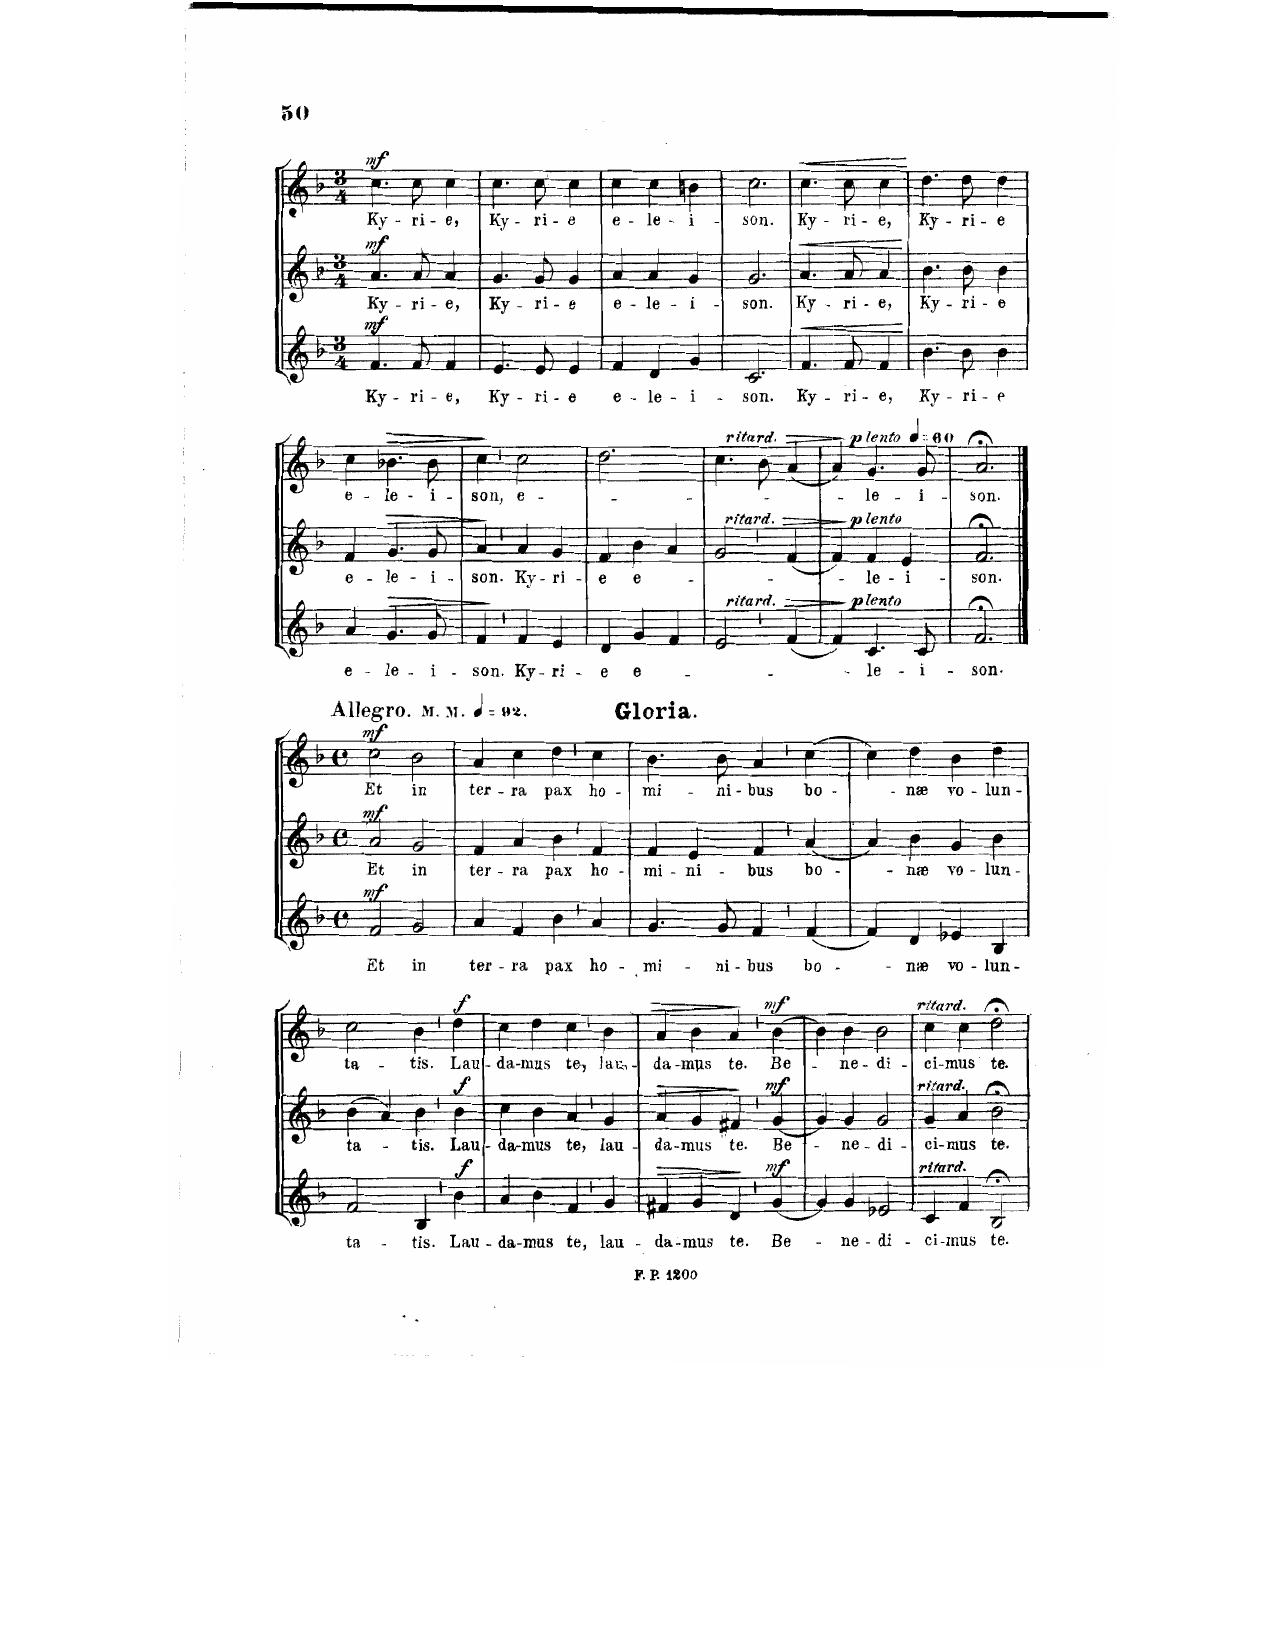 50
mf
3 4
Ky - ri - e, Ky - ri - e e - le - i - son. Ky - ri - e, Ky - ri - e
mf
3 4
Ky - ri - e, Ky - ri - e e - le - i - son. Ky - ri - e, Ky - ri - e
mf
3 4
Ky - ri - e, Ky - ri - e e - le - i - son. Ky - ri - e, Ky - ri - e
ritard. p lento ♩ = 60
e - le - i - son, e - - - - - le - i - son.
ritard. p lento
e - le - i - son. Ky - ri - e e - - - - le - i - son.
ritard. p lento
e - le - i - son. Ky - ri - e e - - - le - i - son.
Allegro. M. M. ♩ = 92. Gloria.
mf
Et in ter - ra pax ho - mi - ni - bus bo - - næ vo - lun -
mf
Et in ter - ra pax ho - mi - ni - bus bo - - næ vo - lun -
mf
Et in ter - ra pax ho - mi - ni - bus bo - - næ vo - lun -
f mf ritard.
ta - tis. Lau - da - mus te, lau - da - mus te. Be - ne - di - ci - mus te.
f mf ritard.
ta - tis. Lau - da - mus te, lau - da - mus te. Be - ne - di - ci - mus te.
f mf ritard.
ta - tis. Lau - da - mus te, lau - da - mus te. Be - ne - di - ci - mus te.
F. P. 1200